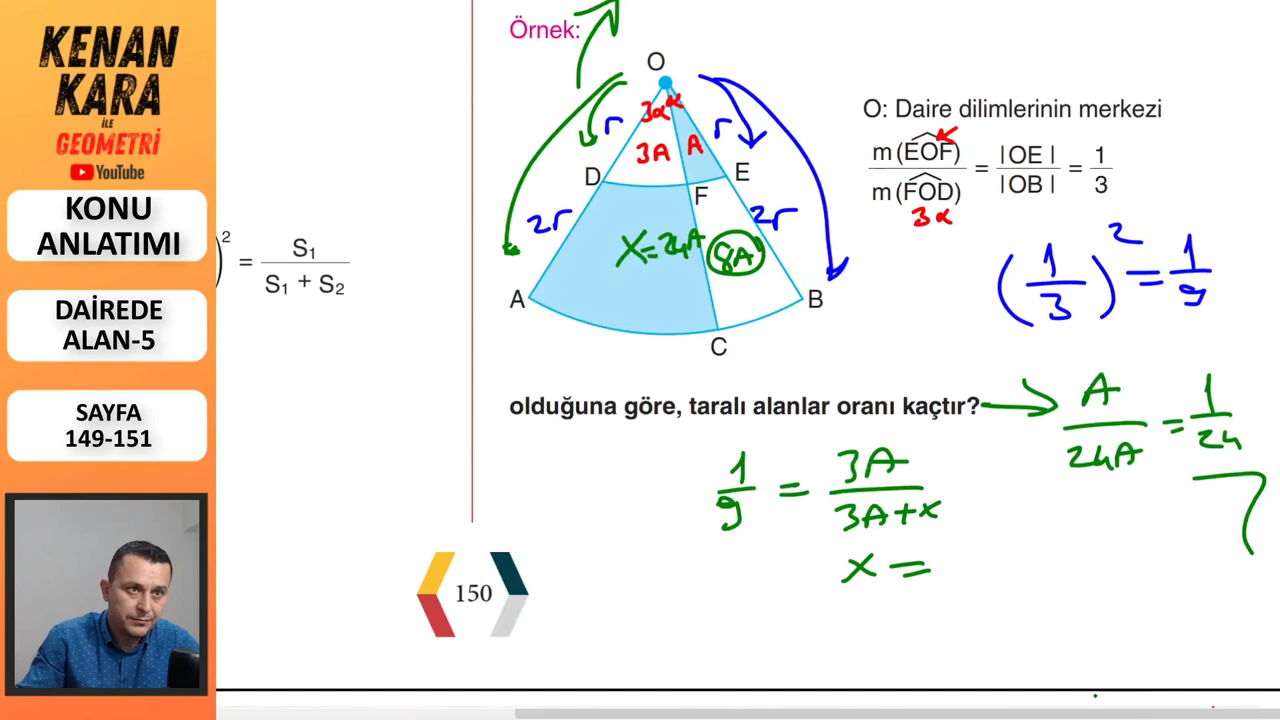 KENAN
KARA
İLE
GEOMETRİ
YouTube
KONU
ANLATIMI
DAİREDE
ALAN-5
SAYFA
149-151
)² = S₁ / (S₁ + S₂)
Örnek:
O
3α α
r r
3A A
D E
F
2r 2r
X=24A 8A
A B
C
O: Daire dilimlerinin merkezi
m(EOF) / m(FOD) = |OE| / |OB| = 1/3
3α
(1/3)² = 1/9
olduğuna göre, taralı alanlar oranı kaçtır?
A/24A = 1/24
1/9 = 3A/(3A+x)
x =
150